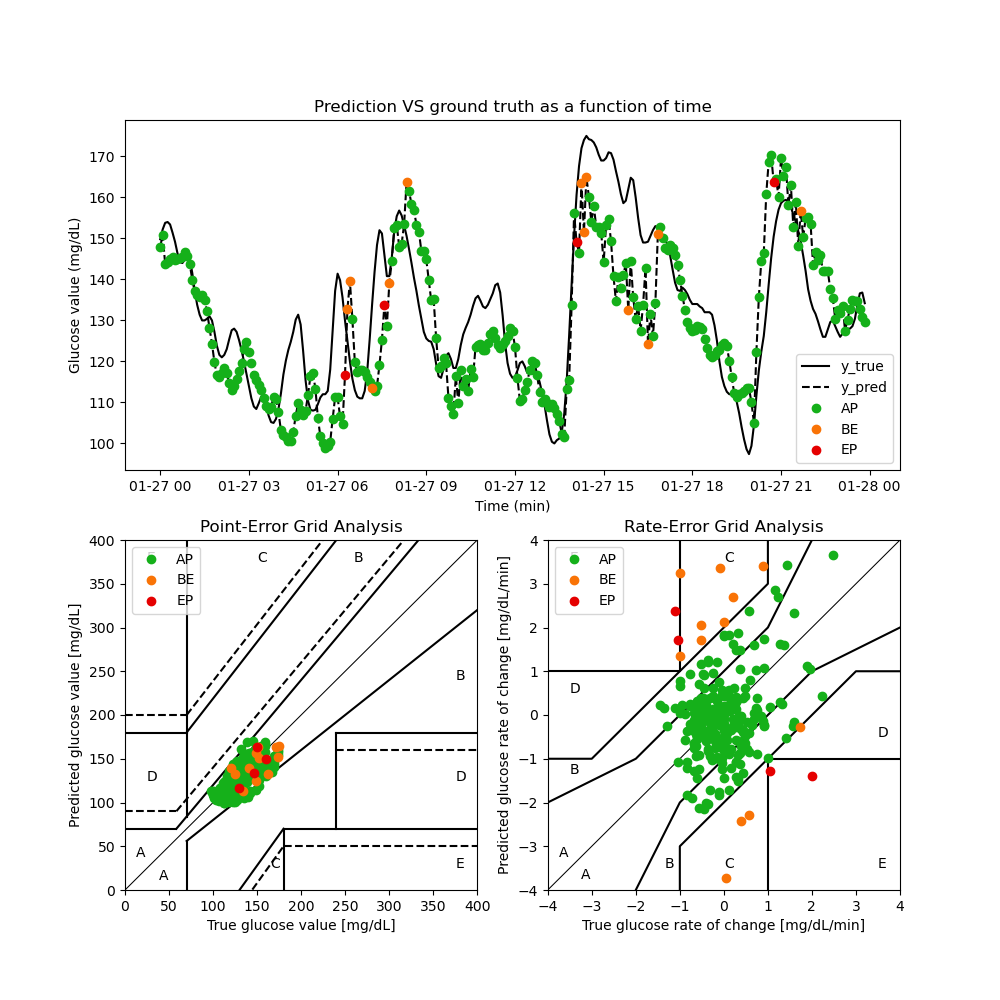 Prediction VS ground truth as a function of time
Glucose value (mg/dL)
170
160
150
140
130
120
110
100
y_true
y_pred
AP
BE
EP
01-27 00 01-27 03 01-27 06 01-27 09 01-27 12 01-27 15 01-27 18 01-27 21 01-28 00
Time (min)
Point-Error Grid Analysis
Predicted glucose value [mg/dL]
400
350
300
250
200
150
100
50
0
AP
BE
EP
C
B
B
D
D
A
A
C
E
0 50 100 150 200 250 300 350 400
True glucose value [mg/dL]
Rate-Error Grid Analysis
Predicted glucose rate of change [mg/dL/min]
4
3
2
1
0
−1
−2
−3
−4
AP
BE
EP
C
D
D
B
A
A
B
C
E
−4 −3 −2 −1 0 1 2 3 4
True glucose rate of change [mg/dL/min]